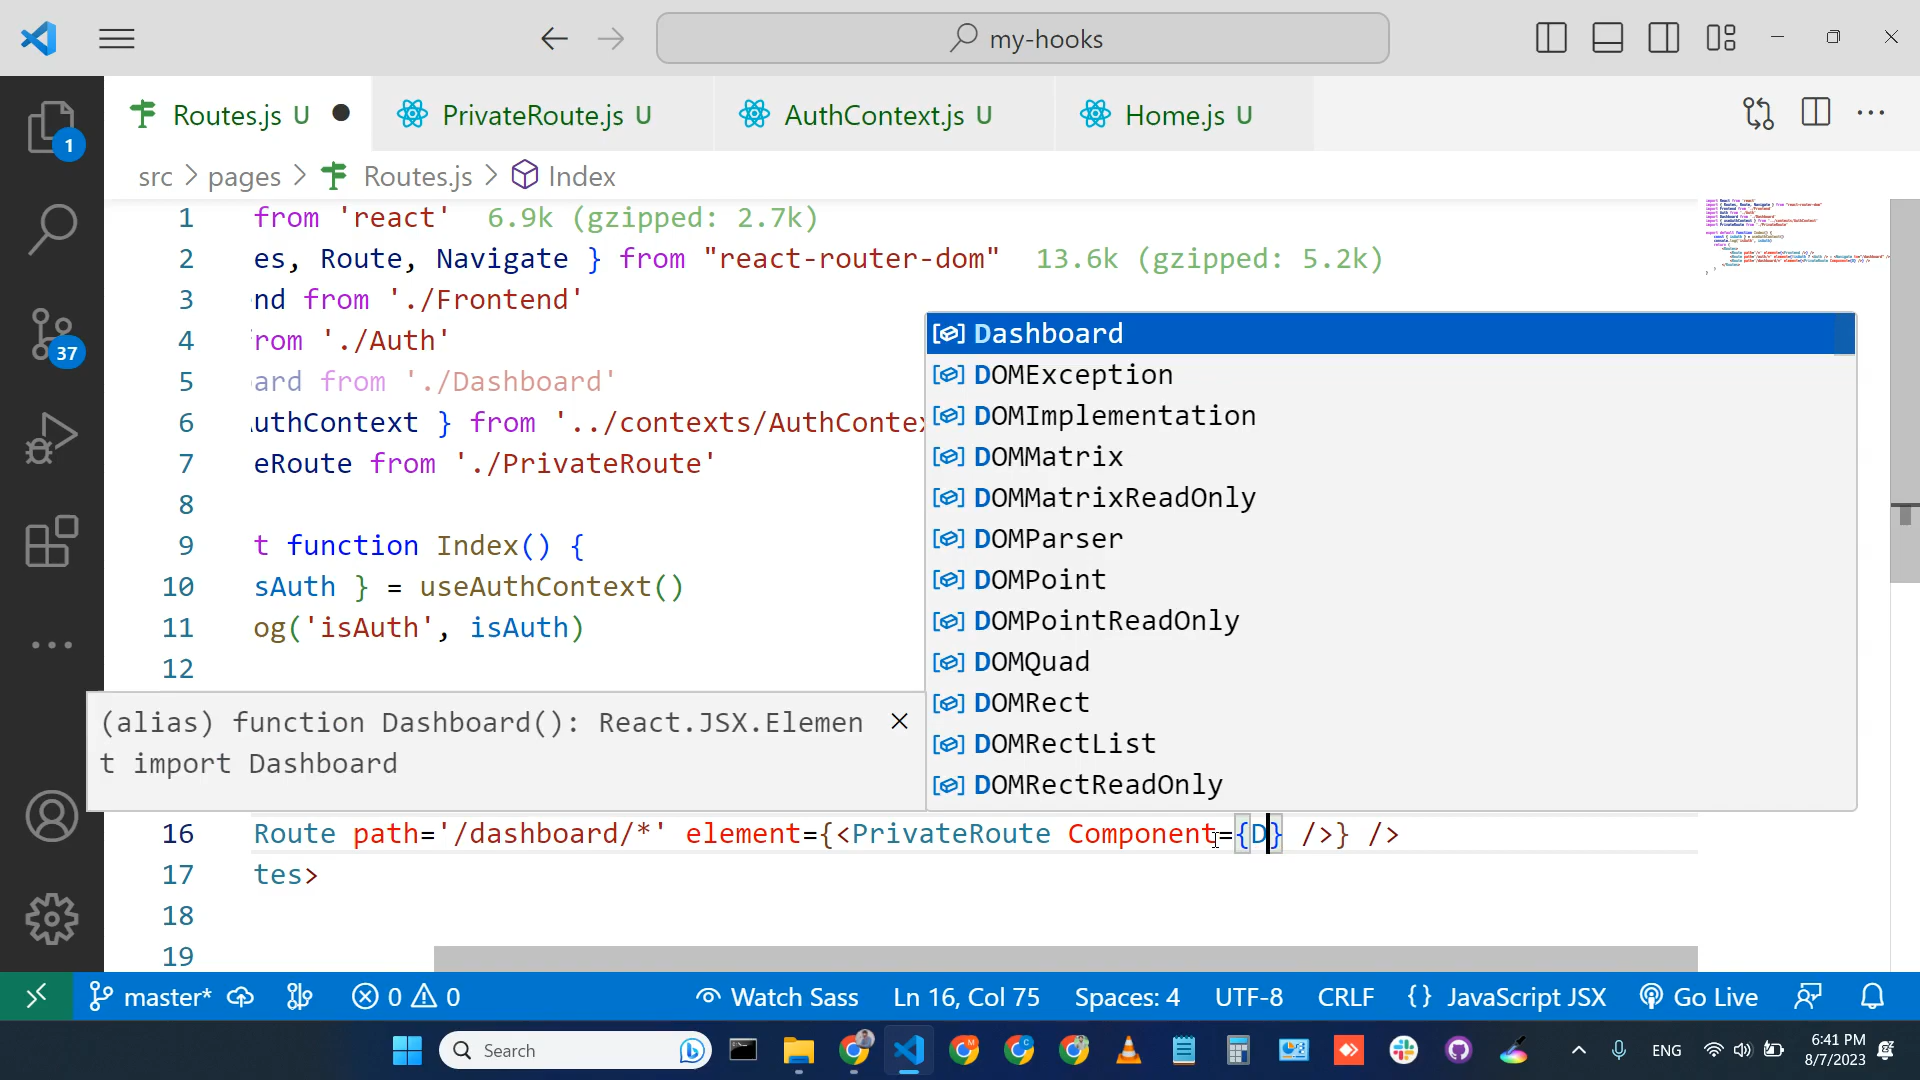 my-hooks
Routes.js U
PrivateRoute.js U
AuthContext.js U
Home.js U
src > pages > Routes.js > Index
1 from 'react' 6.9k (gzipped: 2.7k)
2 es, Route, Navigate } from "react-router-dom" 13.6k (gzipped: 5.2k)
3 nd from './Frontend'
4 rom './Auth'
5 ard from './Dashboard'
6 uthContext } from '../contexts/AuthContex
7 eRoute from './PrivateRoute'
8
9 t function Index() {
10 sAuth } = useAuthContext()
11 og('isAuth', isAuth)
12
Dashboard
DOMException
DOMImplementation
DOMMatrix
DOMMatrixReadOnly
DOMParser
DOMPoint
DOMPointReadOnly
DOMQuad
DOMRect
DOMRectList
DOMRectReadOnly
(alias) function Dashboard(): React.JSX.Elemen
t import Dashboard
16 Route path='/dashboard/*' element={<PrivateRoute Component={D} />} />
17 tes>
18
19
1
37
master* 0 0 Watch Sass Ln 16, Col 75 Spaces: 4 UTF-8 CRLF {} JavaScript JSX Go Live
Search
ENG
6:41 PM
8/7/2023